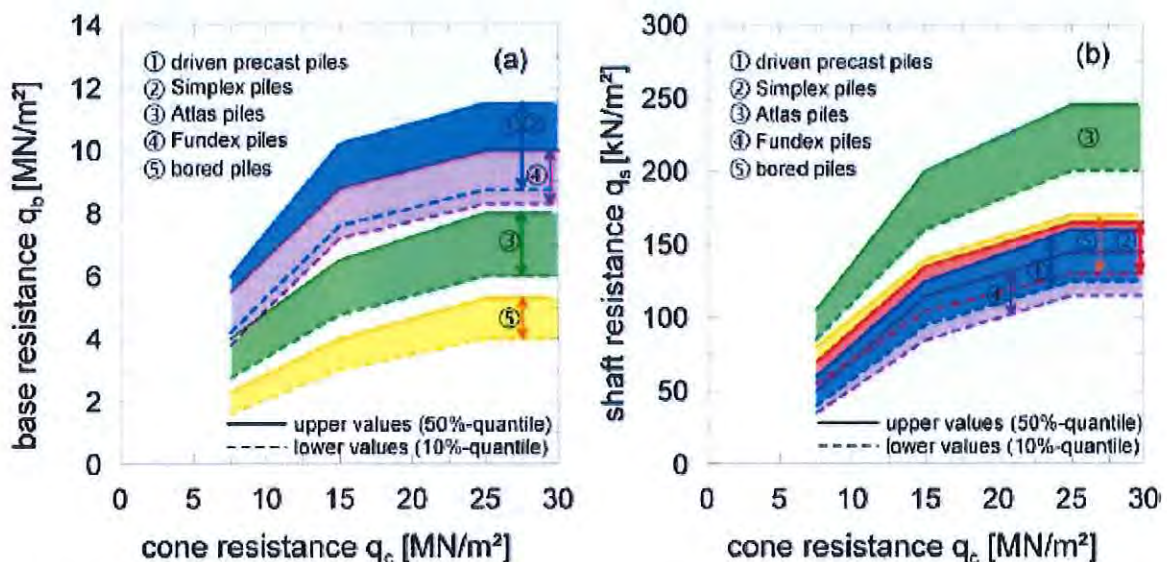 14
12
10
8
6
4
2
0
base resistance q_b [MN/m²]
(a)
① driven precast piles
② Simplex piles
③ Atlas piles
④ Fundex piles
⑤ bored piles
④
③
⑤
upper values (50%-quantile)
lower values (10%-quantile)
0 5 10 15 20 25 30
cone resistance q_c [MN/m²]
300
250
200
150
100
50
0
shaft resistance q_s [kN/m²]
(b)
① driven precast piles
② Simplex piles
③ Atlas piles
④ Fundex piles
⑤ bored piles
③
⑤ ②
①
④
upper values (50%-quantile)
lower values (10%-quantile)
0 5 10 15 20 25 30
cone resistance q_c [MN/m²]